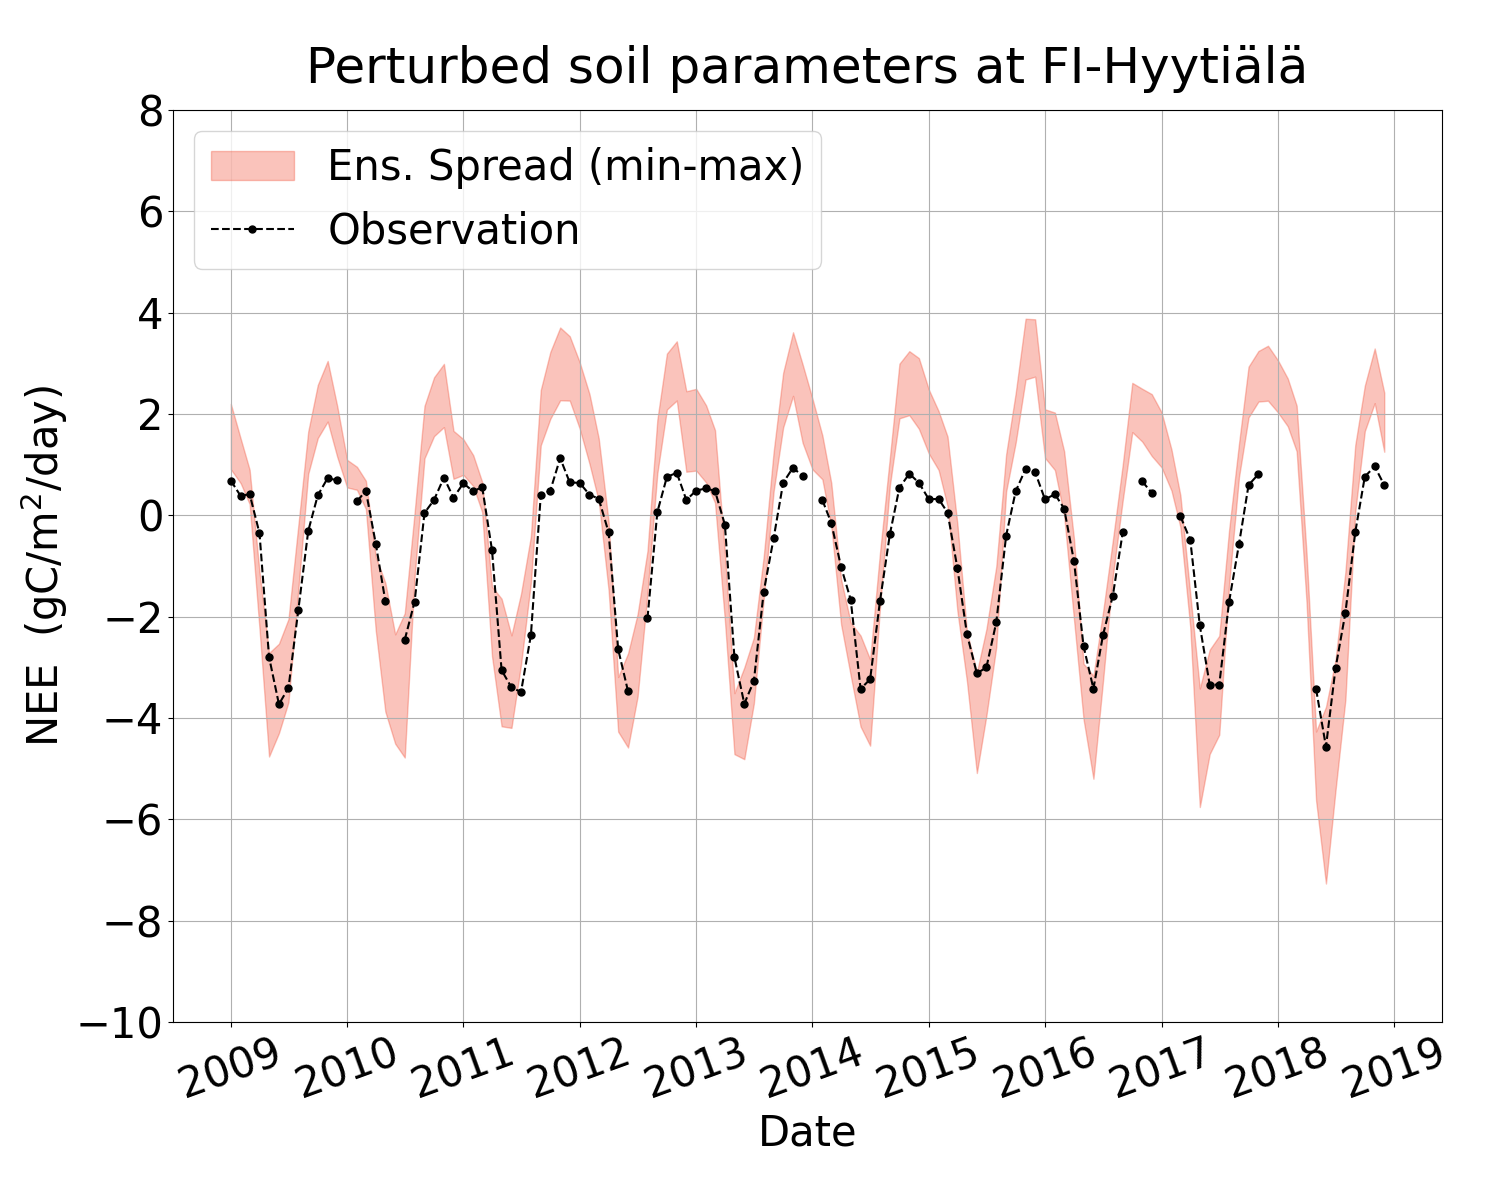 Perturbed soil parameters at FI-Hyytiälä
Ens. Spread (min-max)
Observation
8
6
4
2
0
−2
−4
−6
−8
−10
NEE (gC/m²/day)
2009 2010 2011 2012 2013 2014 2015 2016 2017 2018 2019
Date